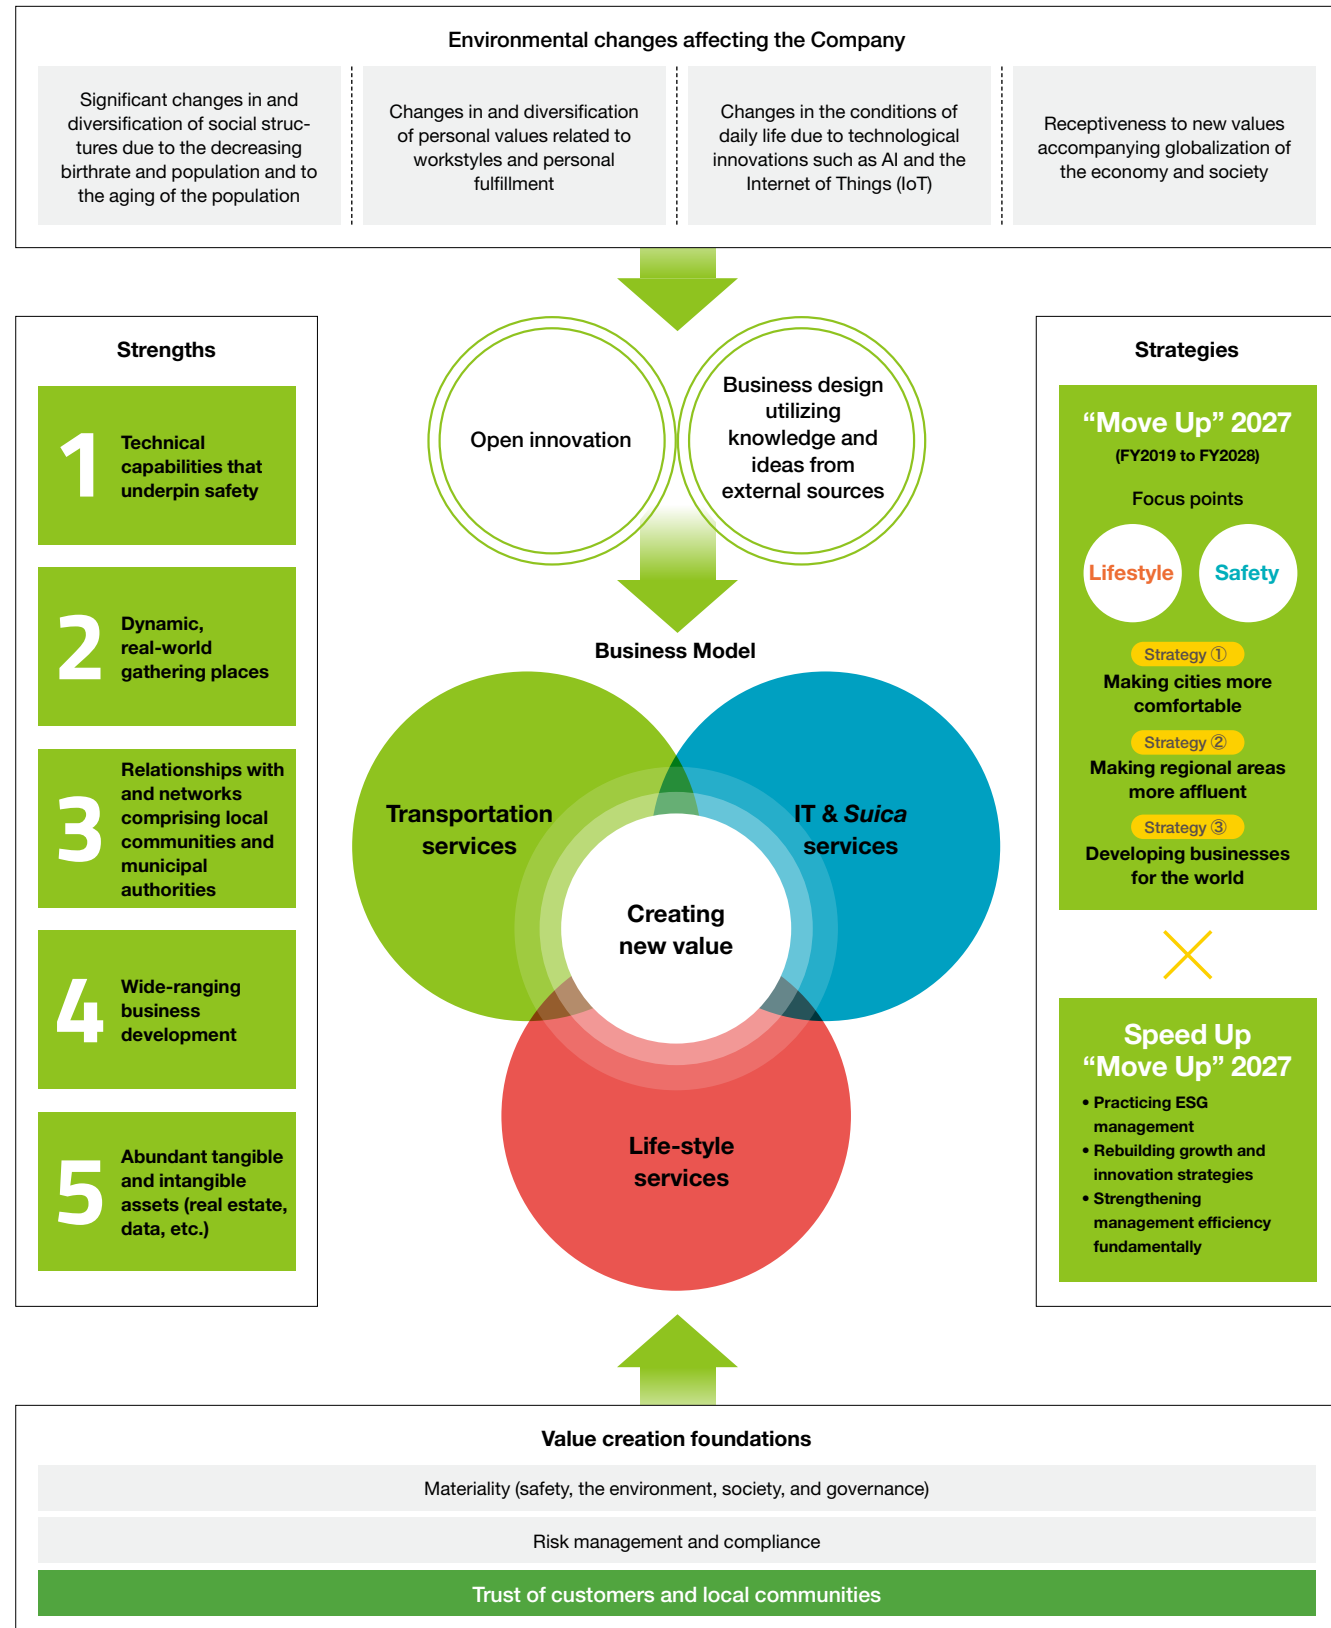 Environmental changes affecting the Company
Significant changes in and
diversification of social struc-
tures due to the decreasing
birthrate and population and to
the aging of the population
Changes in and diversification
of personal values related to
workstyles and personal
fulfillment
Changes in the conditions of
daily life due to technological
innovations such as AI and the
Internet of Things (IoT)
Receptiveness to new values
accompanying globalization of
the economy and society
Strengths
1
Technical
capabilities that
underpin safety
2
Dynamic,
real-world
gathering places
3
Relationships with
and networks
comprising local
communities and
municipal
authorities
4
Wide-ranging
business
development
5
Abundant tangible
and intangible
assets (real estate,
data, etc.)
Open innovation
Business design
utilizing
knowledge and
ideas from
external sources
Business Model
Transportation
services
IT & Suica
services
Creating
new value
Life-style
services
Strategies
“Move Up” 2027
(FY2019 to FY2028)
Focus points
Lifestyle
Safety
Strategy ①
Making cities more
comfortable
Strategy ②
Making regional areas
more affluent
Strategy ③
Developing businesses
for the world
Speed Up
“Move Up” 2027
• Practicing ESG
management
• Rebuilding growth and
innovation strategies
• Strengthening
management efficiency
fundamentally
Value creation foundations
Materiality (safety, the environment, society, and governance)
Risk management and compliance
Trust of customers and local communities